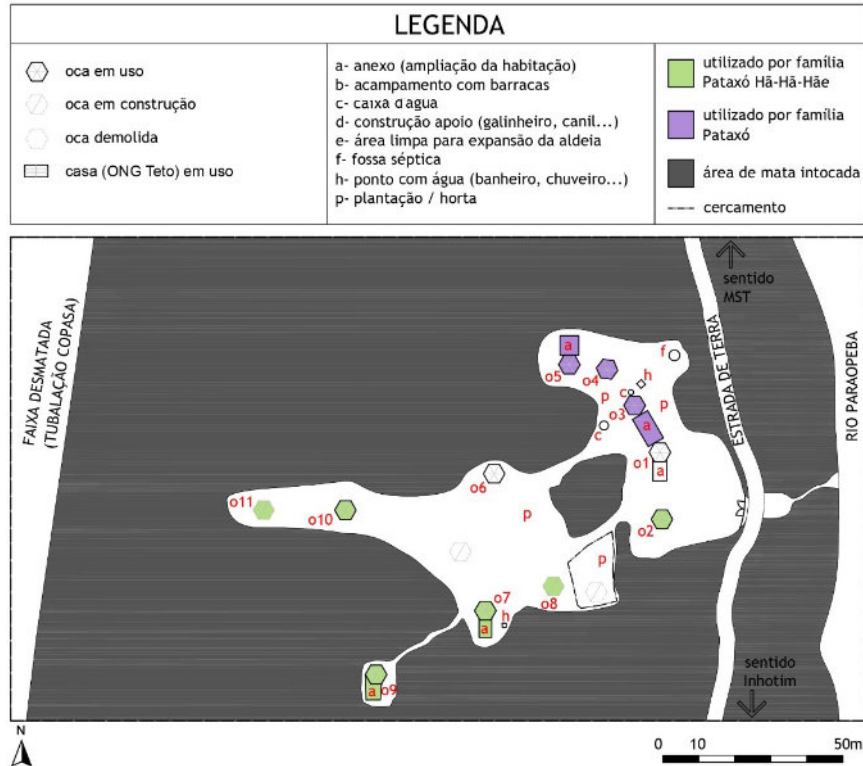 LEGENDA
oca em uso
oca em construção
oca demolida
casa (ONG Teto) em uso
a- anexo (ampliação da habitação)
b- acampamento com barracas
c- caixa d'agua
d- construção apoio (galinheiro, canil...)
e- área limpa para expansão da aldeia
f- fossa séptica
h- ponto com água (banheiro, chuveiro...)
p- plantação / horta
utilizado por família
Pataxó Hã-Hã-Hãe
utilizado por família
Pataxó
área de mata intocada
cercamento
FAIXA DESMATADA
(TUBALAÇÃO COPASA)
sentido
MST
ESTRADA DE TERRA
RIO PARAOPEBA
a
f
o5
o4
h
c
p
p
o3
a
c
o1
a
o6
o11
o10
p
o2
p
o7
o8
h
a
a
o9
sentido
Inhotim
N
0 10 50m